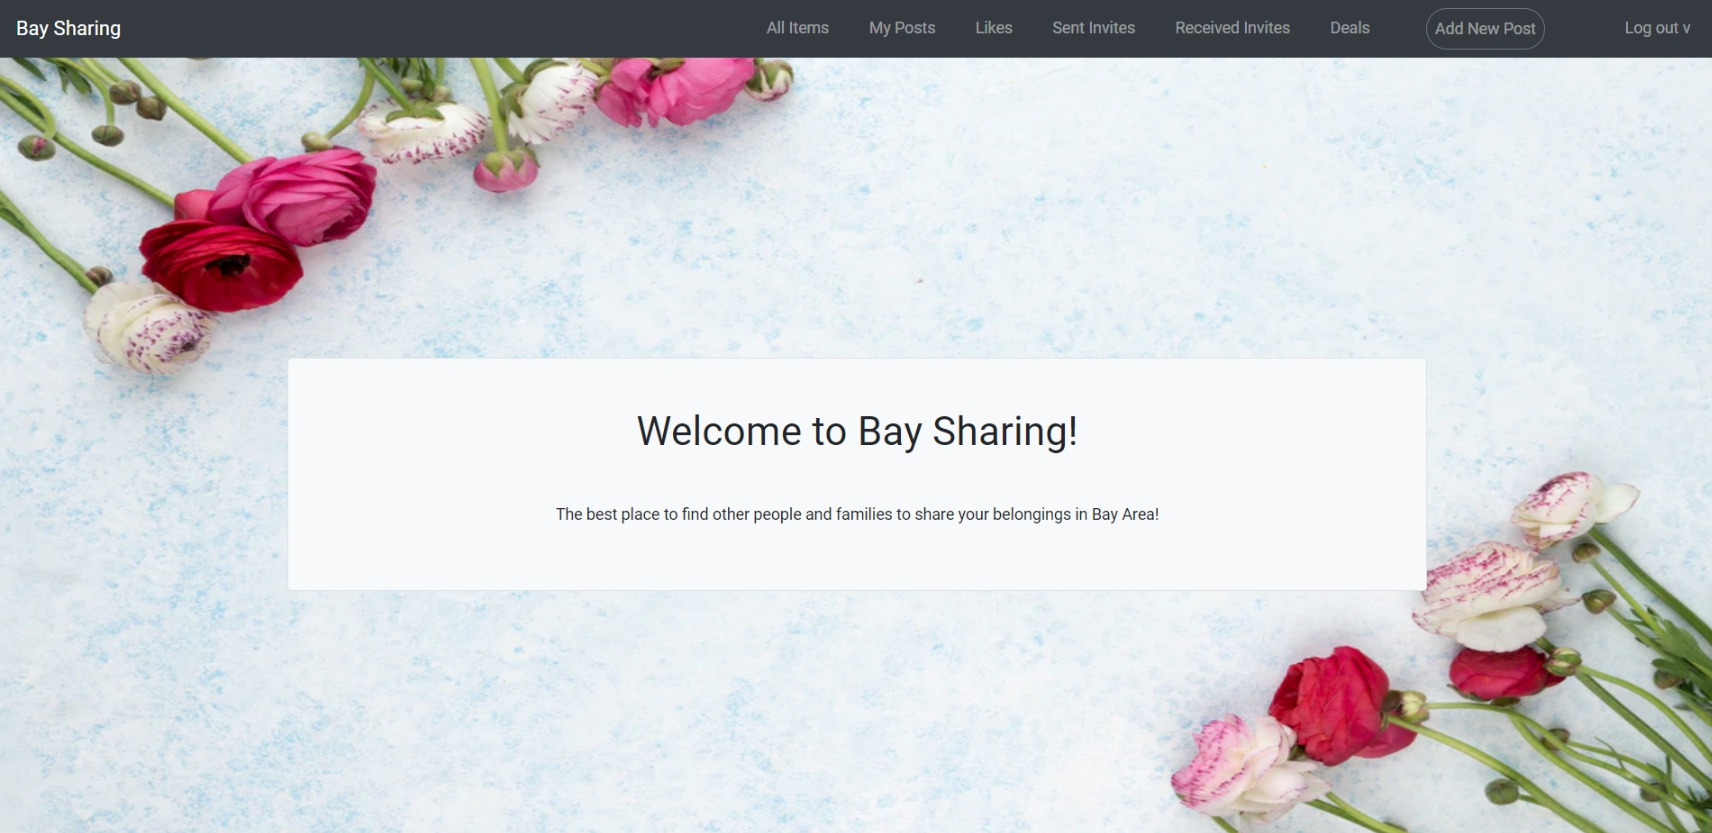 Bay Sharing All Items My Posts Likes Sent Invites Received Invites Deals Add New Post Log out v
Welcome to Bay Sharing!
The best place to find other people and families to share your belongings in Bay Area!